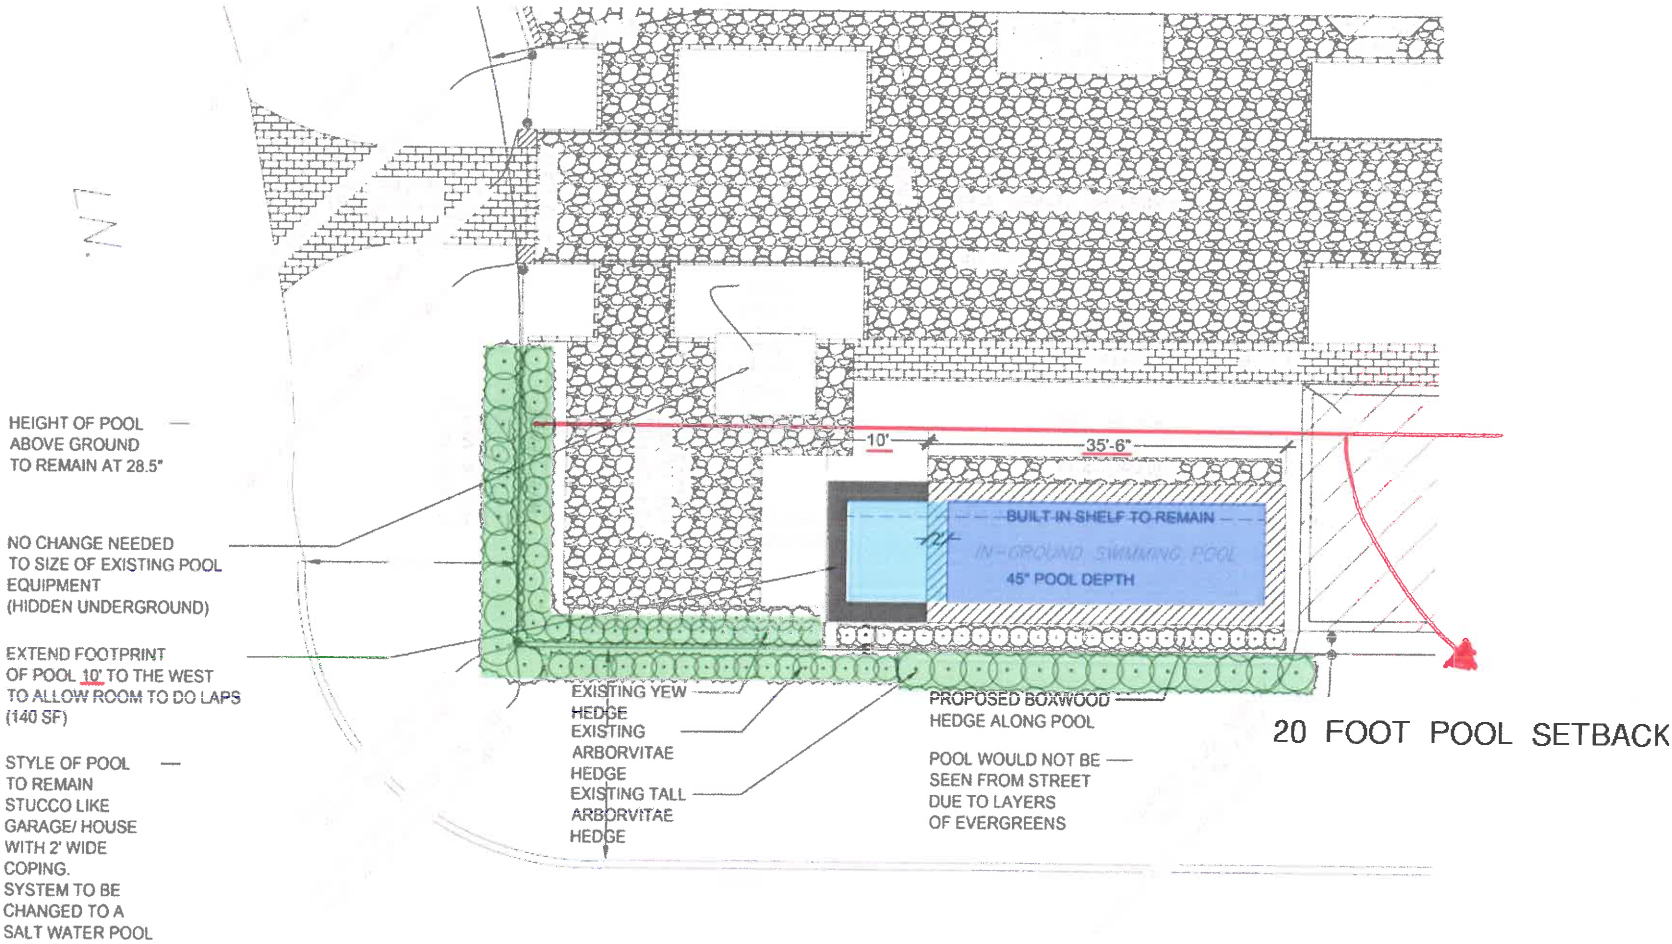 N
HEIGHT OF POOL
ABOVE GROUND
TO REMAIN AT 28.5"
NO CHANGE NEEDED
TO SIZE OF EXISTING POOL
EQUIPMENT
(HIDDEN UNDERGROUND)
EXTEND FOOTPRINT
OF POOL 10' TO THE WEST
TO ALLOW ROOM TO DO LAPS
(140 SF)
STYLE OF POOL
TO REMAIN
STUCCO LIKE
GARAGE/ HOUSE
WITH 2' WIDE
COPING.
SYSTEM TO BE
CHANGED TO A
SALT WATER POOL
10'
35'-6"
BUILT IN SHELF TO REMAIN
2'
IN-GROUND SWIMMING POOL
45" POOL DEPTH
EXISTING YEW
HEDGE
EXISTING
ARBORVITAE
HEDGE
EXISTING TALL
ARBORVITAE
HEDGE
PROPOSED BOXWOOD
HEDGE ALONG POOL
POOL WOULD NOT BE
SEEN FROM STREET
DUE TO LAYERS
OF EVERGREENS
20 FOOT POOL SETBACK